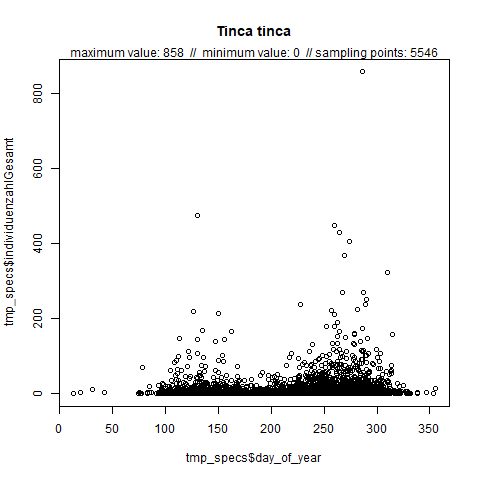 Tinca tinca
maximum value: 858 // minimum value: 0 // sampling points: 5546
800
600
400
200
0
tmp_specs$individuenzahlGesamt
0 50 100 150 200 250 300 350
tmp_specs$day_of_year